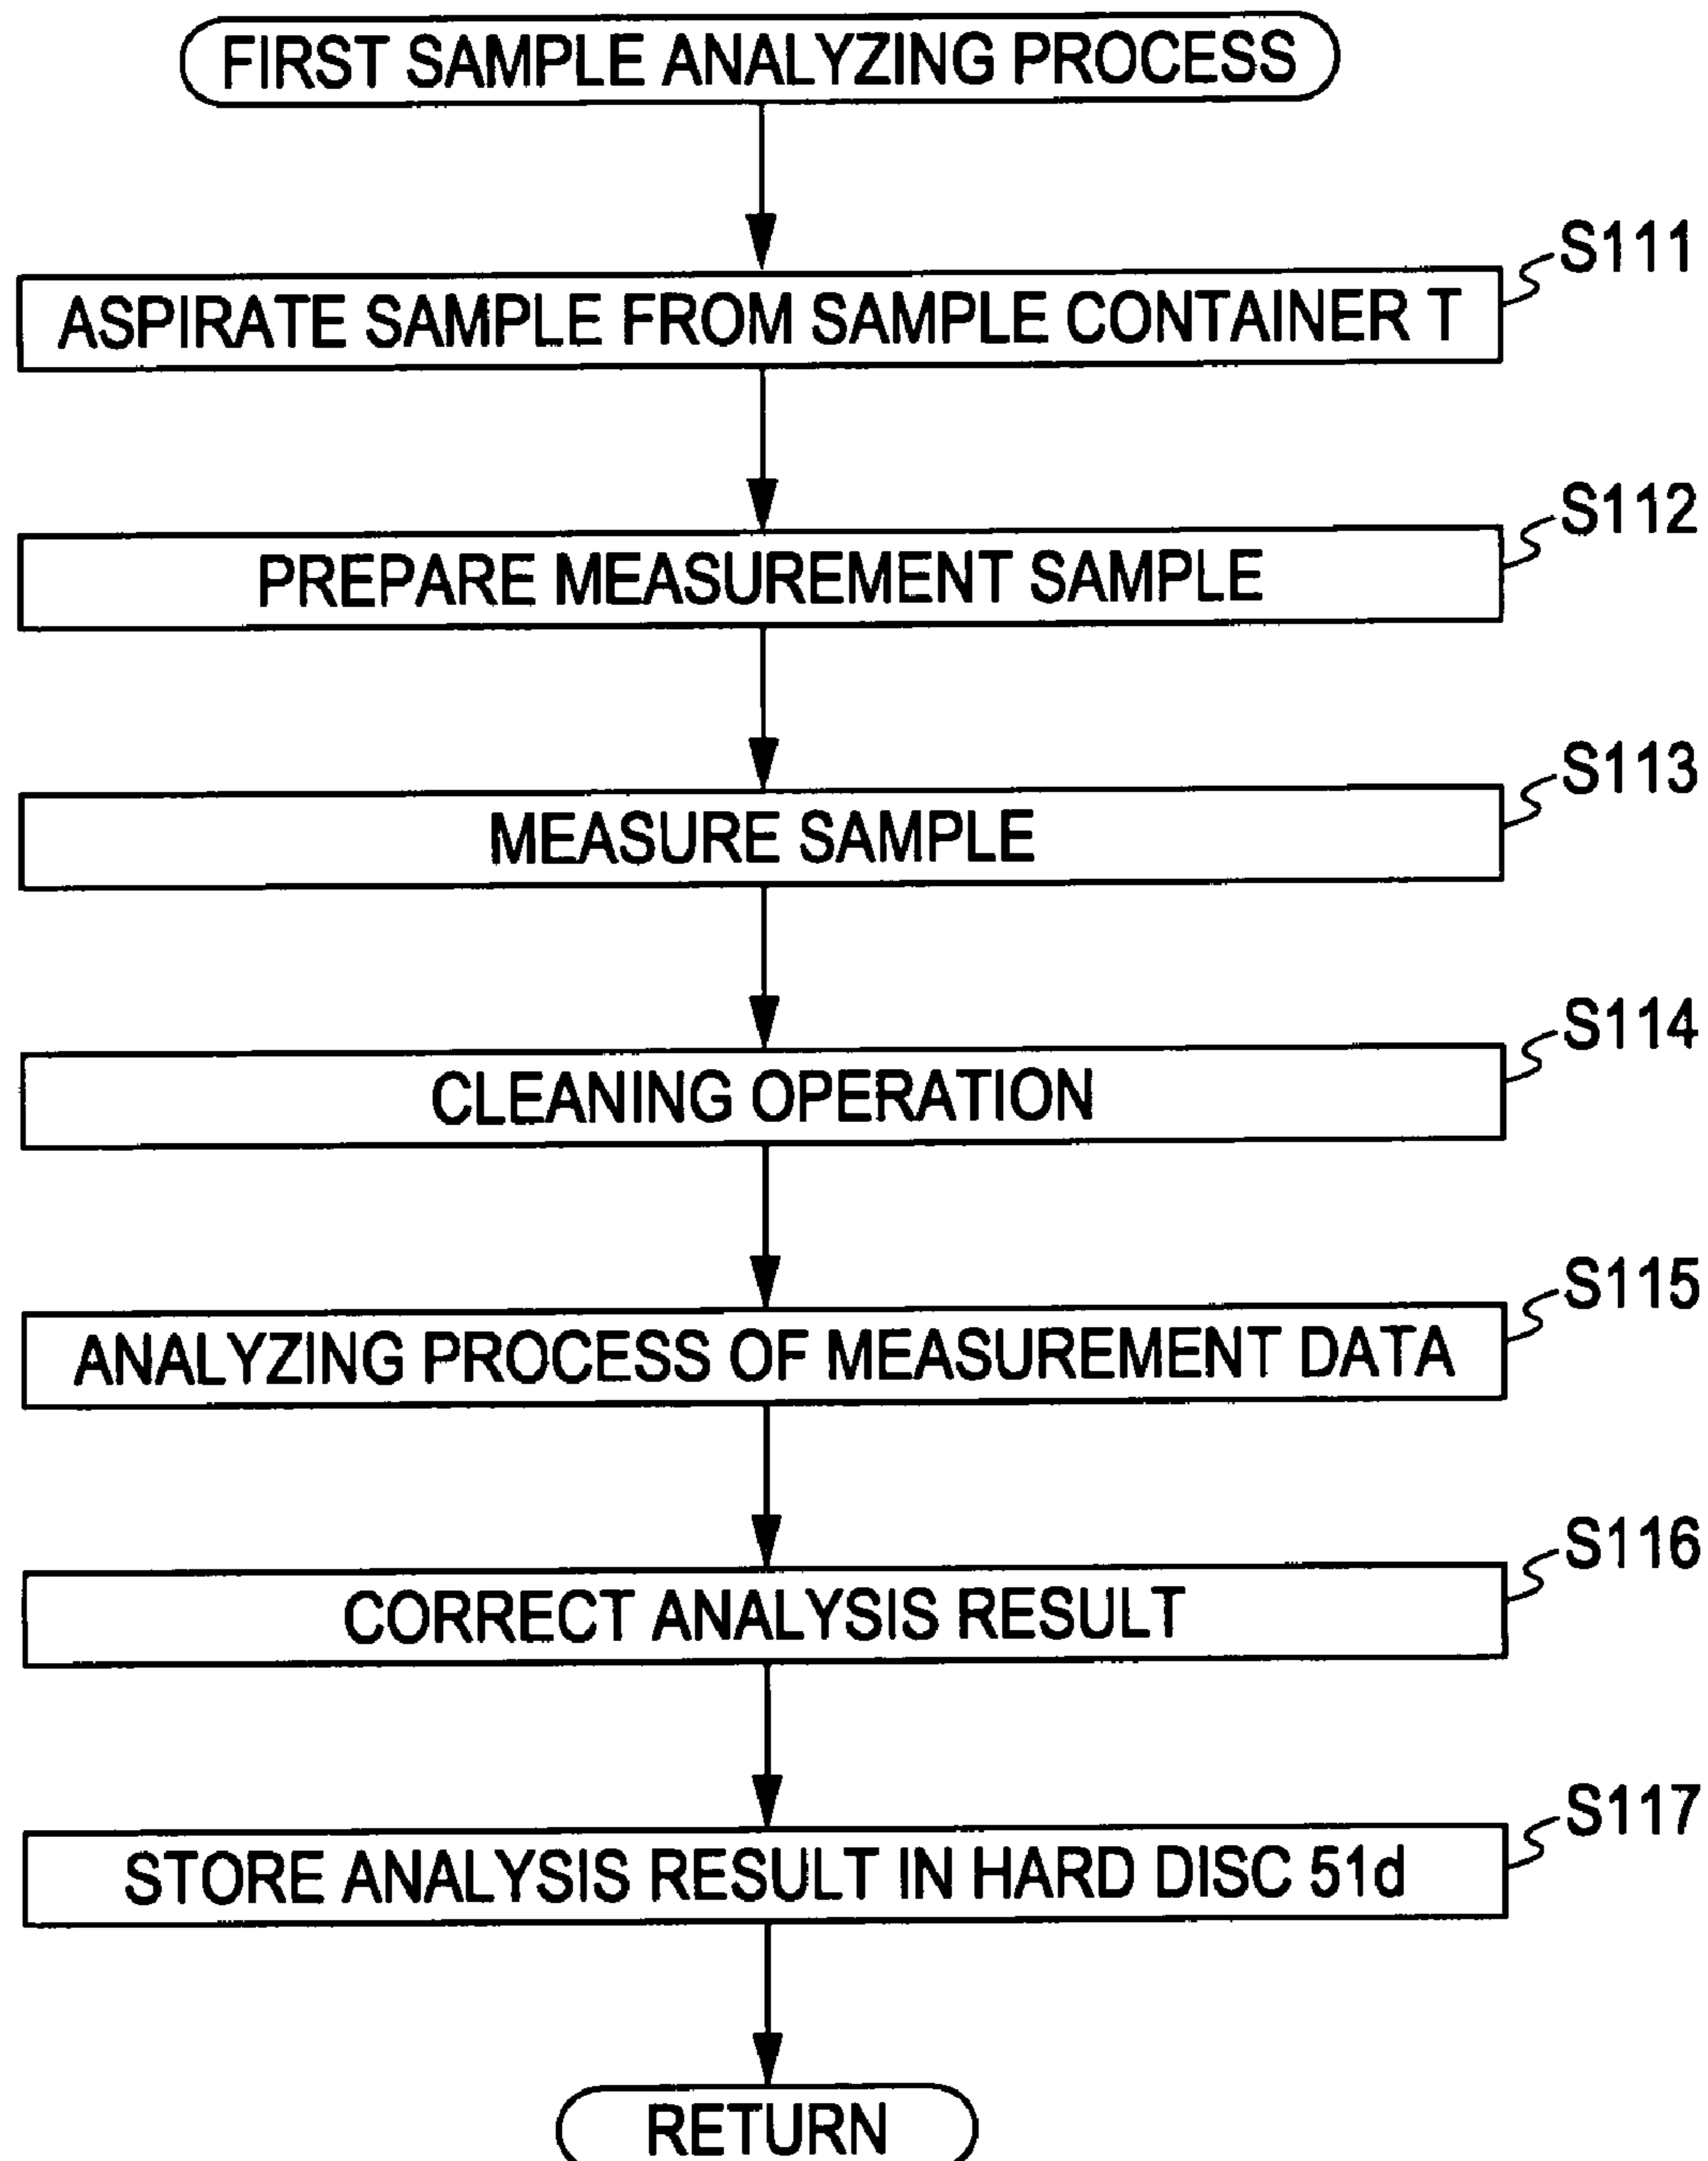 FIRST SAMPLE ANALYZING PROCESS
S111
ASPIRATE SAMPLE FROM SAMPLE CONTAINER T
S112
PREPARE MEASUREMENT SAMPLE
S113
MEASURE SAMPLE
S114
CLEANING OPERATION
S115
ANALYZING PROCESS OF MEASUREMENT DATA
S116
CORRECT ANALYSIS RESULT
S117
STORE ANALYSIS RESULT IN HARD DISC 51d
RETURN